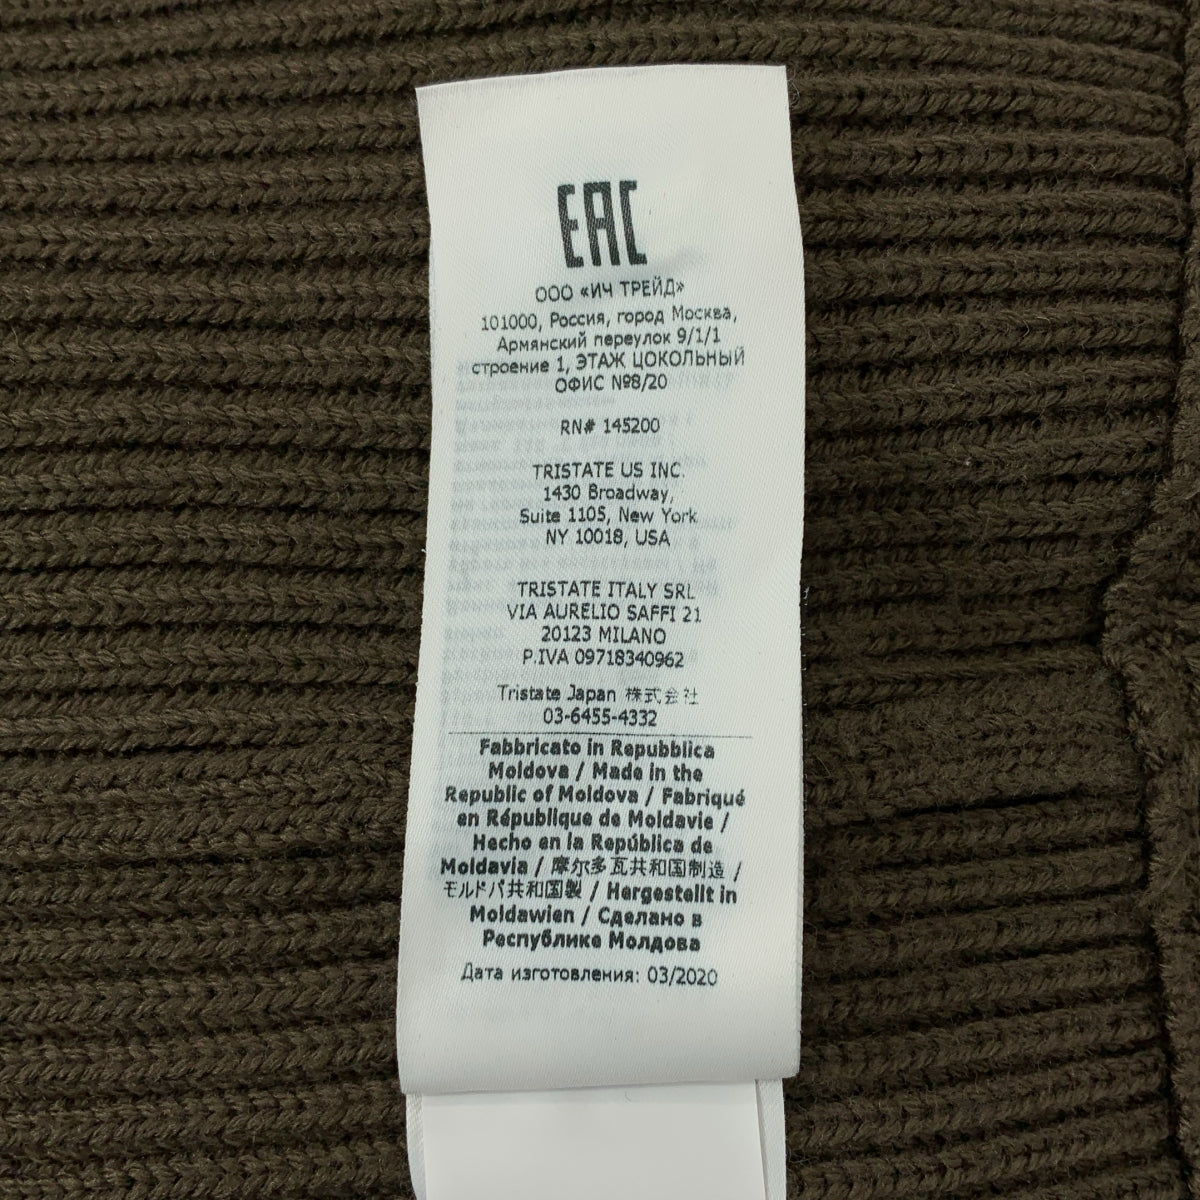 EAC
ООО «ИЧ ТРЕЙД»
101000, Россия, город Москва,
Армянский переулок 9/1/1
строение 1, ЭТАЖ ЦОКОЛЬНЫЙ
ОФИС №8/20
RN# 145200
TRISTATE US INC.
1430 Broadway,
Suite 1105, New York
NY 10018, USA
TRISTATE ITALY SRL
VIA AURELIO SAFFI 21
20123 MILANO
P.IVA 09718340962
Tristate Japan 株式会社
03-6455-4332
Fabbricato in Repubblica
Moldova / Made in the
Republic of Moldova / Fabriqué
en République de Moldavie /
Hecho en la República de
Moldavia / 摩尔多瓦共和国制造 /
モルドバ共和国製 / Hergestellt in
Moldawien / Сделано в
Республике Молдова
Дата изготовления: 03/2020